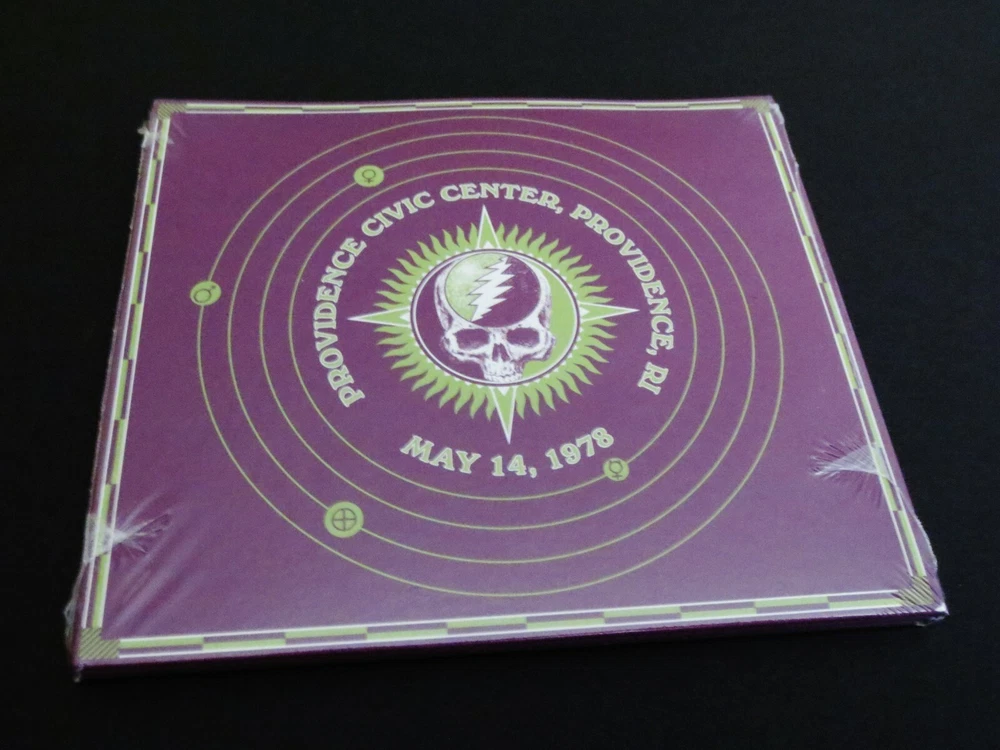 PROVIDENCE CIVIC CENTER, PROVIDENCE, RI
MAY 14, 1978